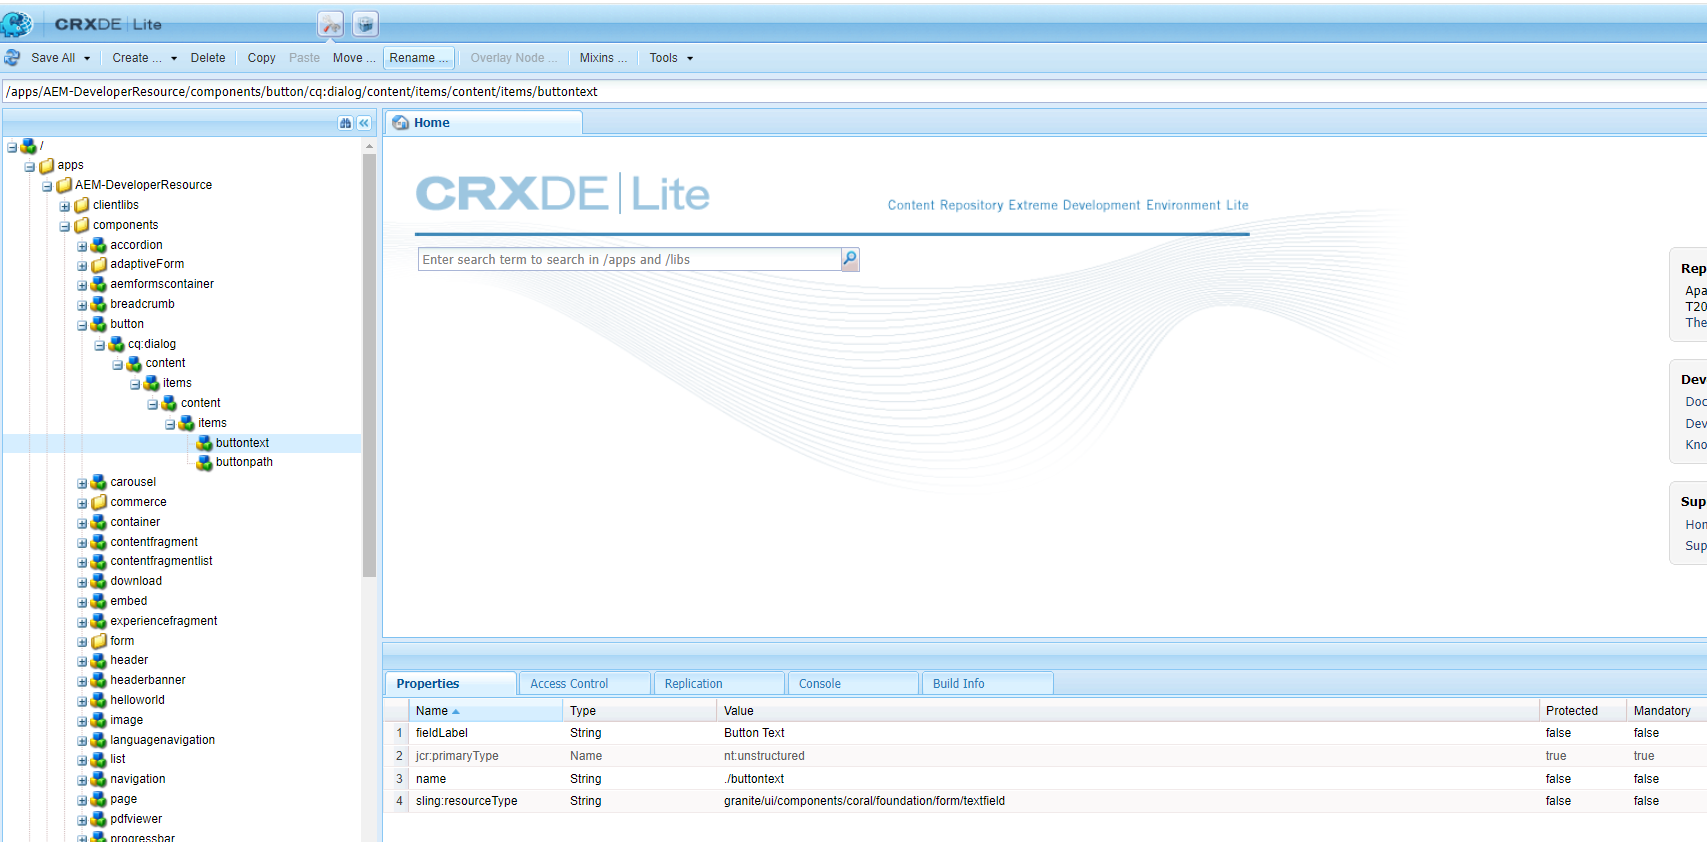 CRXDE | Lite
Save All Create ... Delete Copy Paste Move ... Rename ... Overlay Node ... Mixins ... Tools
/apps/AEM-DeveloperResource/components/button/cq:dialog/content/items/content/items/buttontext
Home
/
apps
AEM-DeveloperResource
clientlibs
components
accordion
adaptiveForm
aemformscontainer
breadcrumb
button
cq:dialog
content
items
content
items
buttontext
buttonpath
carousel
commerce
container
contentfragment
contentfragmentlist
download
embed
experiencefragment
form
header
headerbanner
helloworld
image
languagenavigation
list
navigation
page
pdfviewer
progressbar
CRXDE | Lite
Content Repository Extreme Development Environment Lite
Enter search term to search in /apps and /libs
Rep
Apa
T20
The
Dev
Doc
Dev
Kno
Sup
Hom
Sup
Properties Access Control Replication Console Build Info
Name Type Value Protected Mandatory
1 fieldLabel String Button Text false false
2 jcr:primaryType Name nt:unstructured true true
3 name String ./buttontext false false
4 sling:resourceType String granite/ui/components/coral/foundation/form/textfield false false